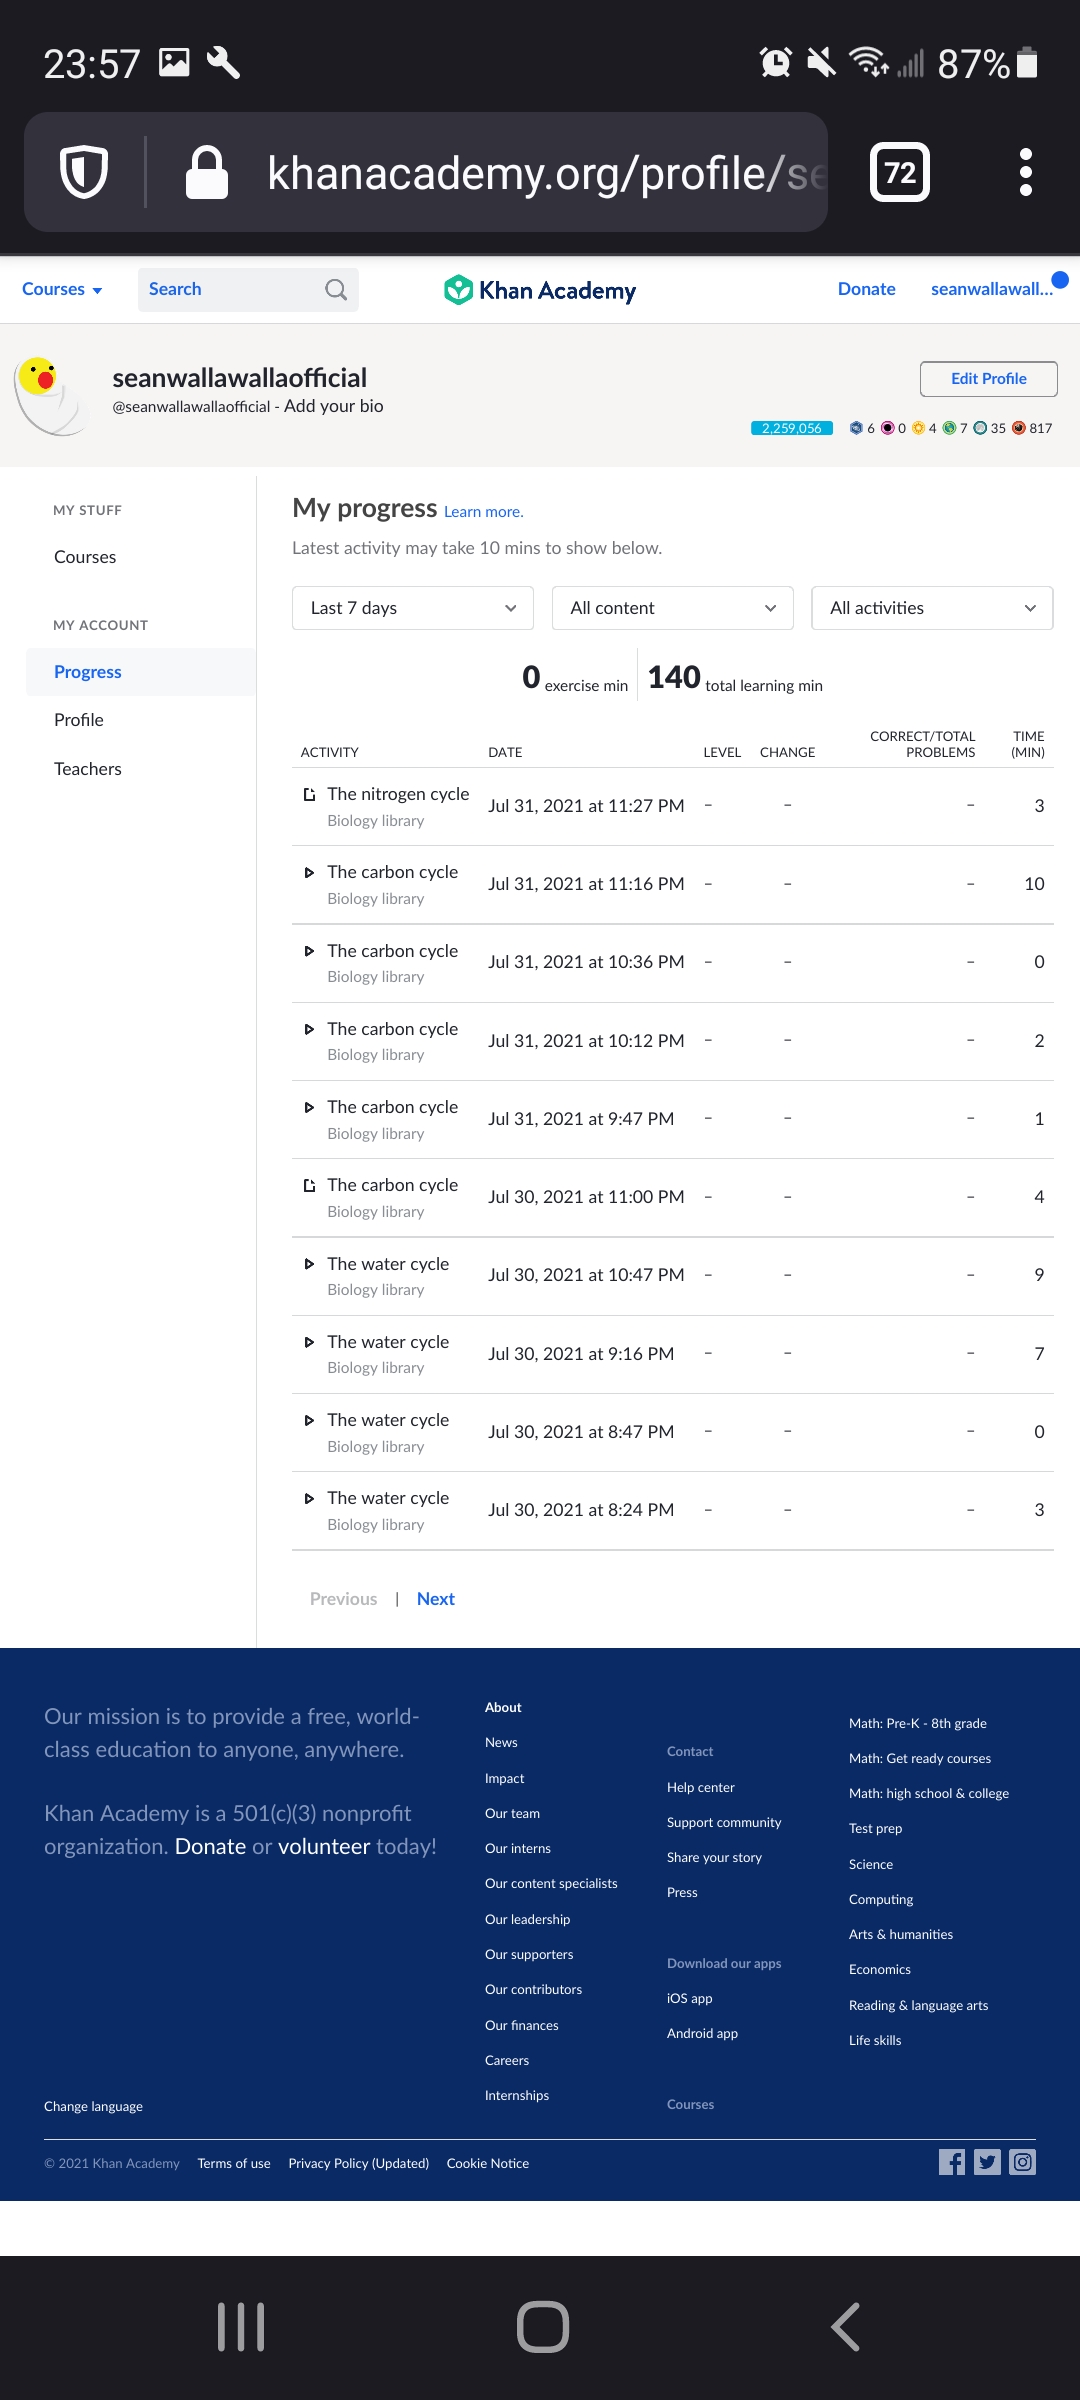 23:57
87%
khanacademy.org/profile/se
72
Courses
Search
Khan Academy
Donate
seanwallawall...
seanwallawallaofficial
@seanwallawallaofficial - Add your bio
Edit Profile
2,259,056 6 0 4 7 35 817
MY STUFF
Courses
MY ACCOUNT
Progress
Profile
Teachers
My progress Learn more.
Latest activity may take 10 mins to show below.
Last 7 days
All content
All activities
0 exercise min
140 total learning min
ACTIVITY DATE LEVEL CHANGE CORRECT/TOTAL PROBLEMS TIME (MIN)
The nitrogen cycle Jul 31, 2021 at 11:27 PM – – – 3
Biology library
The carbon cycle Jul 31, 2021 at 11:16 PM – – – 10
Biology library
The carbon cycle Jul 31, 2021 at 10:36 PM – – – 0
Biology library
The carbon cycle Jul 31, 2021 at 10:12 PM – – – 2
Biology library
The carbon cycle Jul 31, 2021 at 9:47 PM – – – 1
Biology library
The carbon cycle Jul 30, 2021 at 11:00 PM – – – 4
Biology library
The water cycle Jul 30, 2021 at 10:47 PM – – – 9
Biology library
The water cycle Jul 30, 2021 at 9:16 PM – – – 7
Biology library
The water cycle Jul 30, 2021 at 8:47 PM – – – 0
Biology library
The water cycle Jul 30, 2021 at 8:24 PM – – – 3
Biology library
Previous | Next
Our mission is to provide a free, world-
class education to anyone, anywhere.
Khan Academy is a 501(c)(3) nonprofit
organization. Donate or volunteer today!
Change language
About
News
Impact
Our team
Our interns
Our content specialists
Our leadership
Our supporters
Our contributors
Our finances
Careers
Internships
Contact
Help center
Support community
Share your story
Press
Download our apps
iOS app
Android app
Courses
Math: Pre-K - 8th grade
Math: Get ready courses
Math: high school & college
Test prep
Science
Computing
Arts & humanities
Economics
Reading & language arts
Life skills
© 2021 Khan Academy Terms of use Privacy Policy (Updated) Cookie Notice